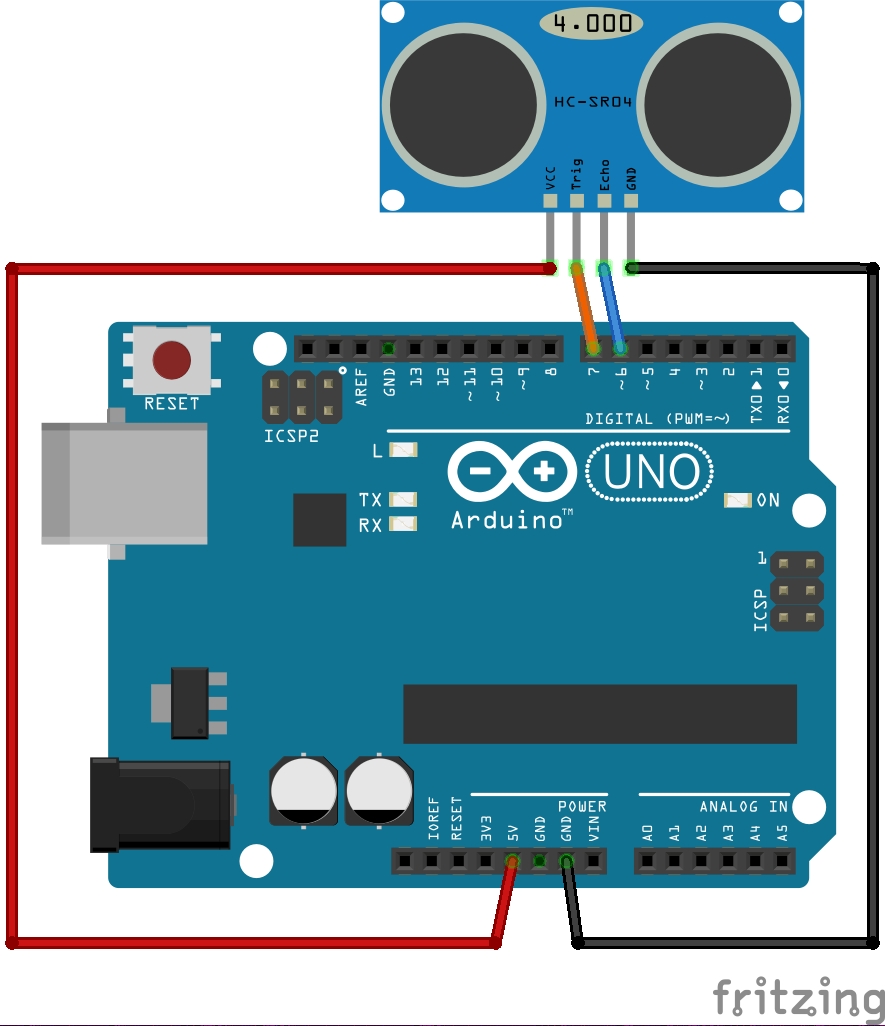 4.000
HC-SR04
VCC
Trig
Echo
GND
RESET
ICSP2
AREF
GND
13
12
~11
~10
~9
8
7
~6
~5
4
~3
2
TX0▶1
RX0◀0
DIGITAL (PWM=~)
L
TX
RX
UNO
Arduino™
ON
1
ICSP
IOREF
RESET
3V3
5V
GND
GND
VIN
POWER
ANALOG IN
A0
A1
A2
A3
A4
A5
fritzing